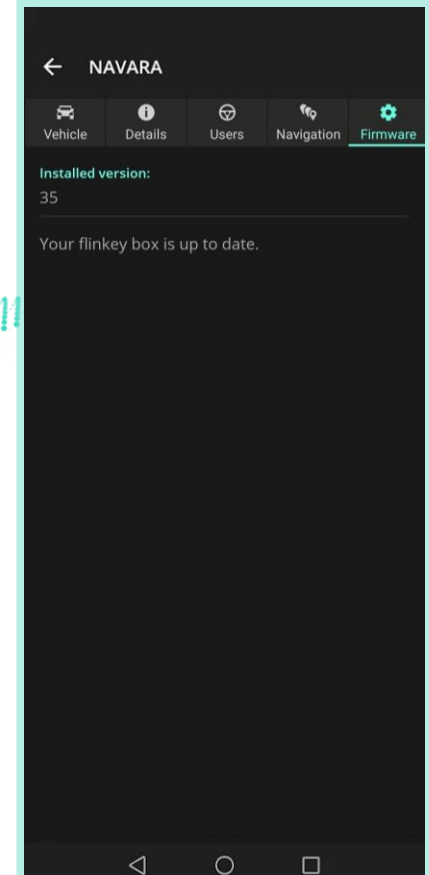 NAVARA
Vehicle Details Users Navigation Firmware
Installed version:
35
Your flinkey box is up to date.